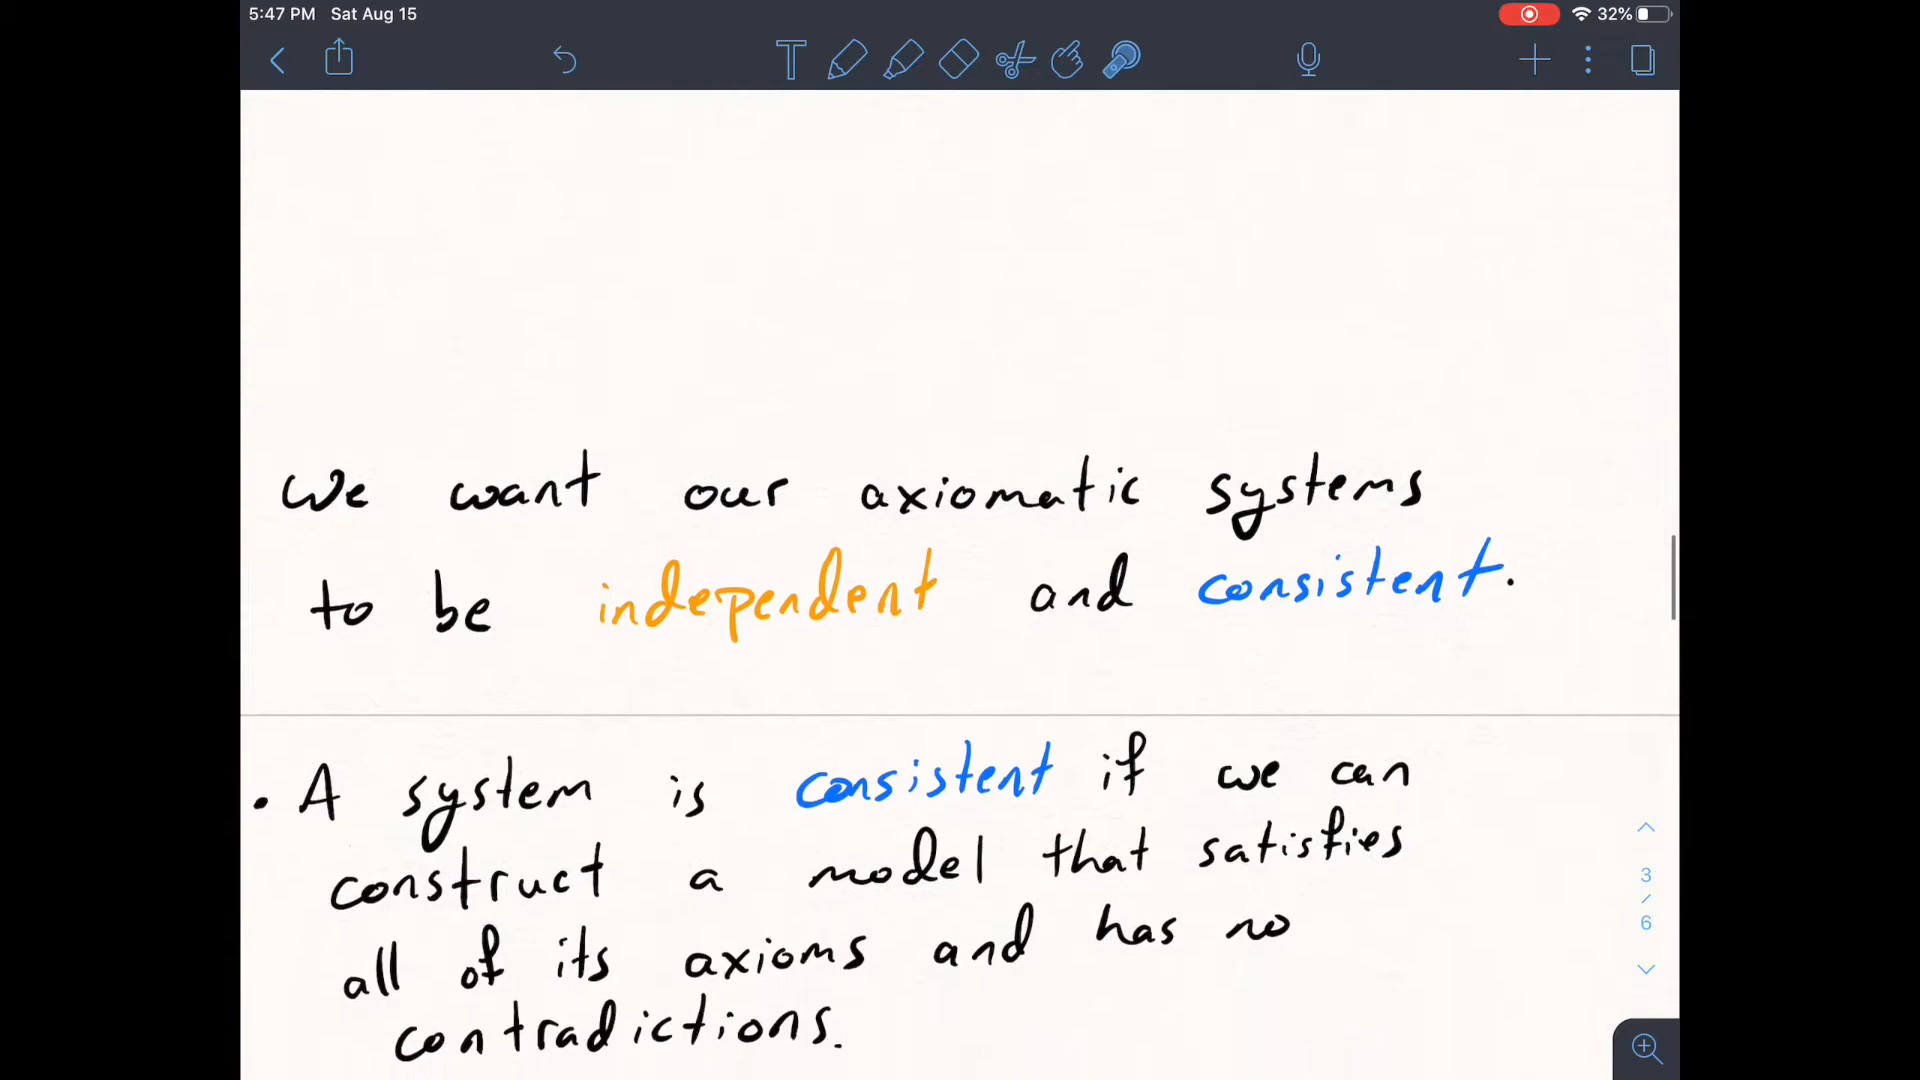 5:47 PM Sat Aug 15
32%
T
We want our axiomatic systems
to be independent and consistent.
• A system is consistent if we can
construct a model that satisfies
all of its axioms and has no
contradictions.
3
/
6